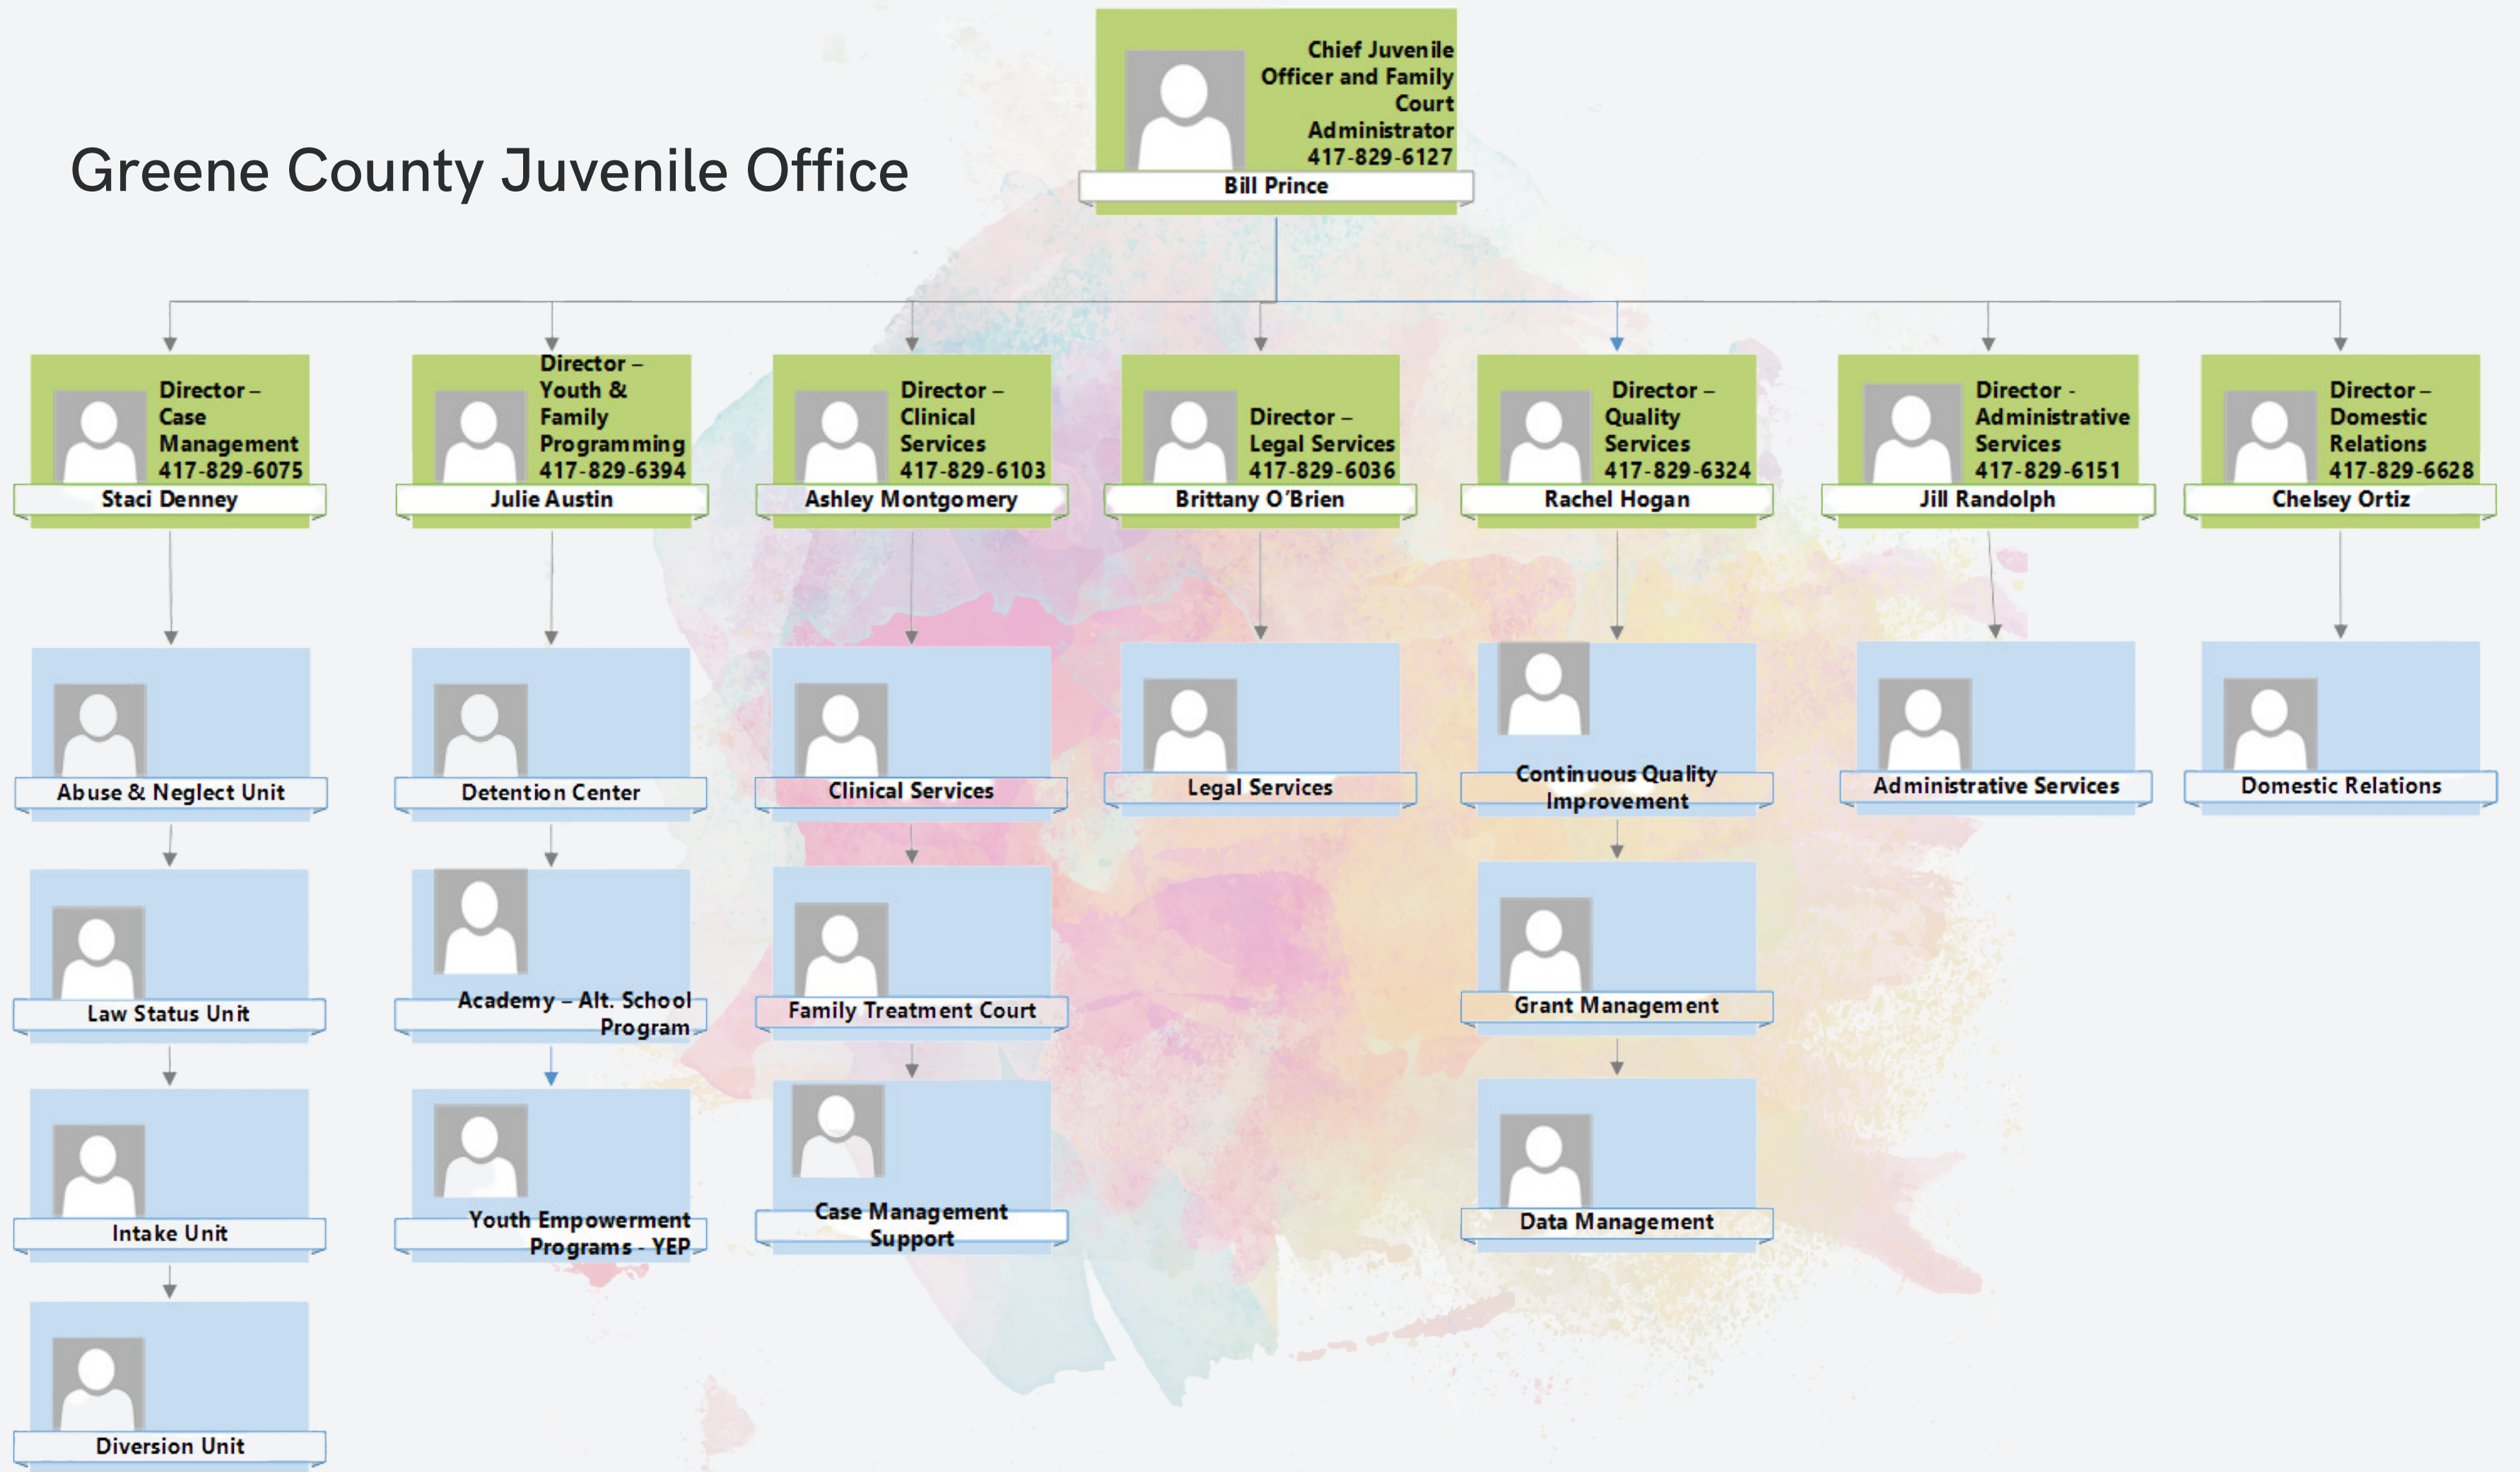 Greene County Juvenile Office
Chief Juvenile
Officer and Family
Court
Administrator
417-829-6127
Bill Prince
Director –
Case
Management
417-829-6075
Staci Denney
Director –
Youth &
Family
Programming
417-829-6394
Julie Austin
Director –
Clinical
Services
417-829-6103
Ashley Montgomery
Director –
Legal Services
417-829-6036
Brittany O’Brien
Director –
Quality
Services
417-829-6324
Rachel Hogan
Director -
Administrative
Services
417-829-6151
Jill Randolph
Director –
Domestic
Relations
417-829-6628
Chelsey Ortiz
Abuse & Neglect Unit
Detention Center
Clinical Services
Legal Services
Continuous Quality
Improvement
Administrative Services
Domestic Relations
Law Status Unit
Academy – Alt. School
Program
Family Treatment Court
Grant Management
Intake Unit
Youth Empowerment
Programs - YEP
Case Management
Support
Data Management
Diversion Unit